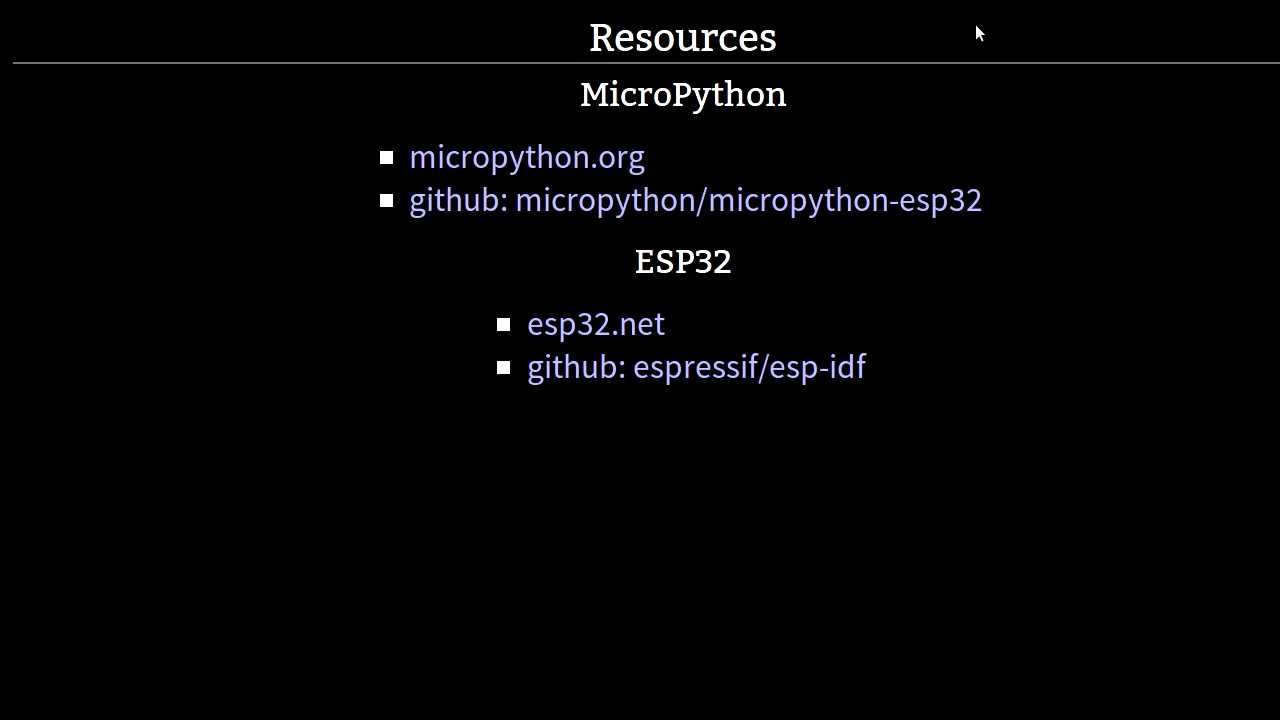 Resources
MicroPython
micropython.org
github: micropython/micropython-esp32
ESP32
esp32.net
github: espressif/esp-idf